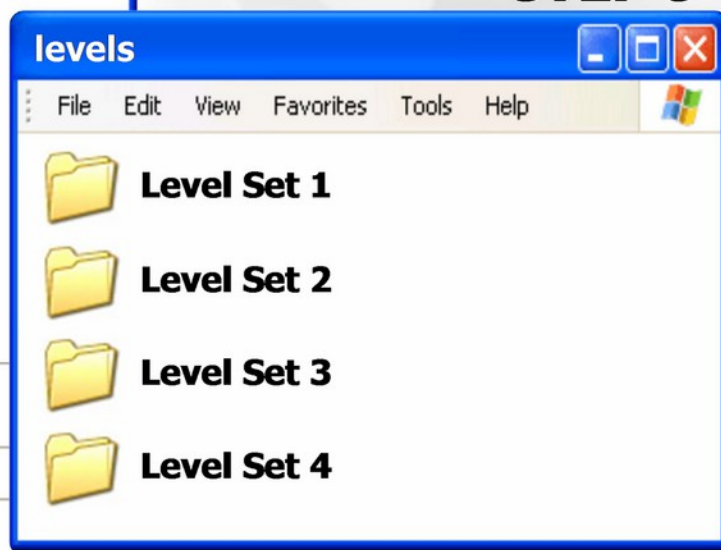 levels
File Edit View Favorites Tools Help
Level Set 1
Level Set 2
Level Set 3
Level Set 4